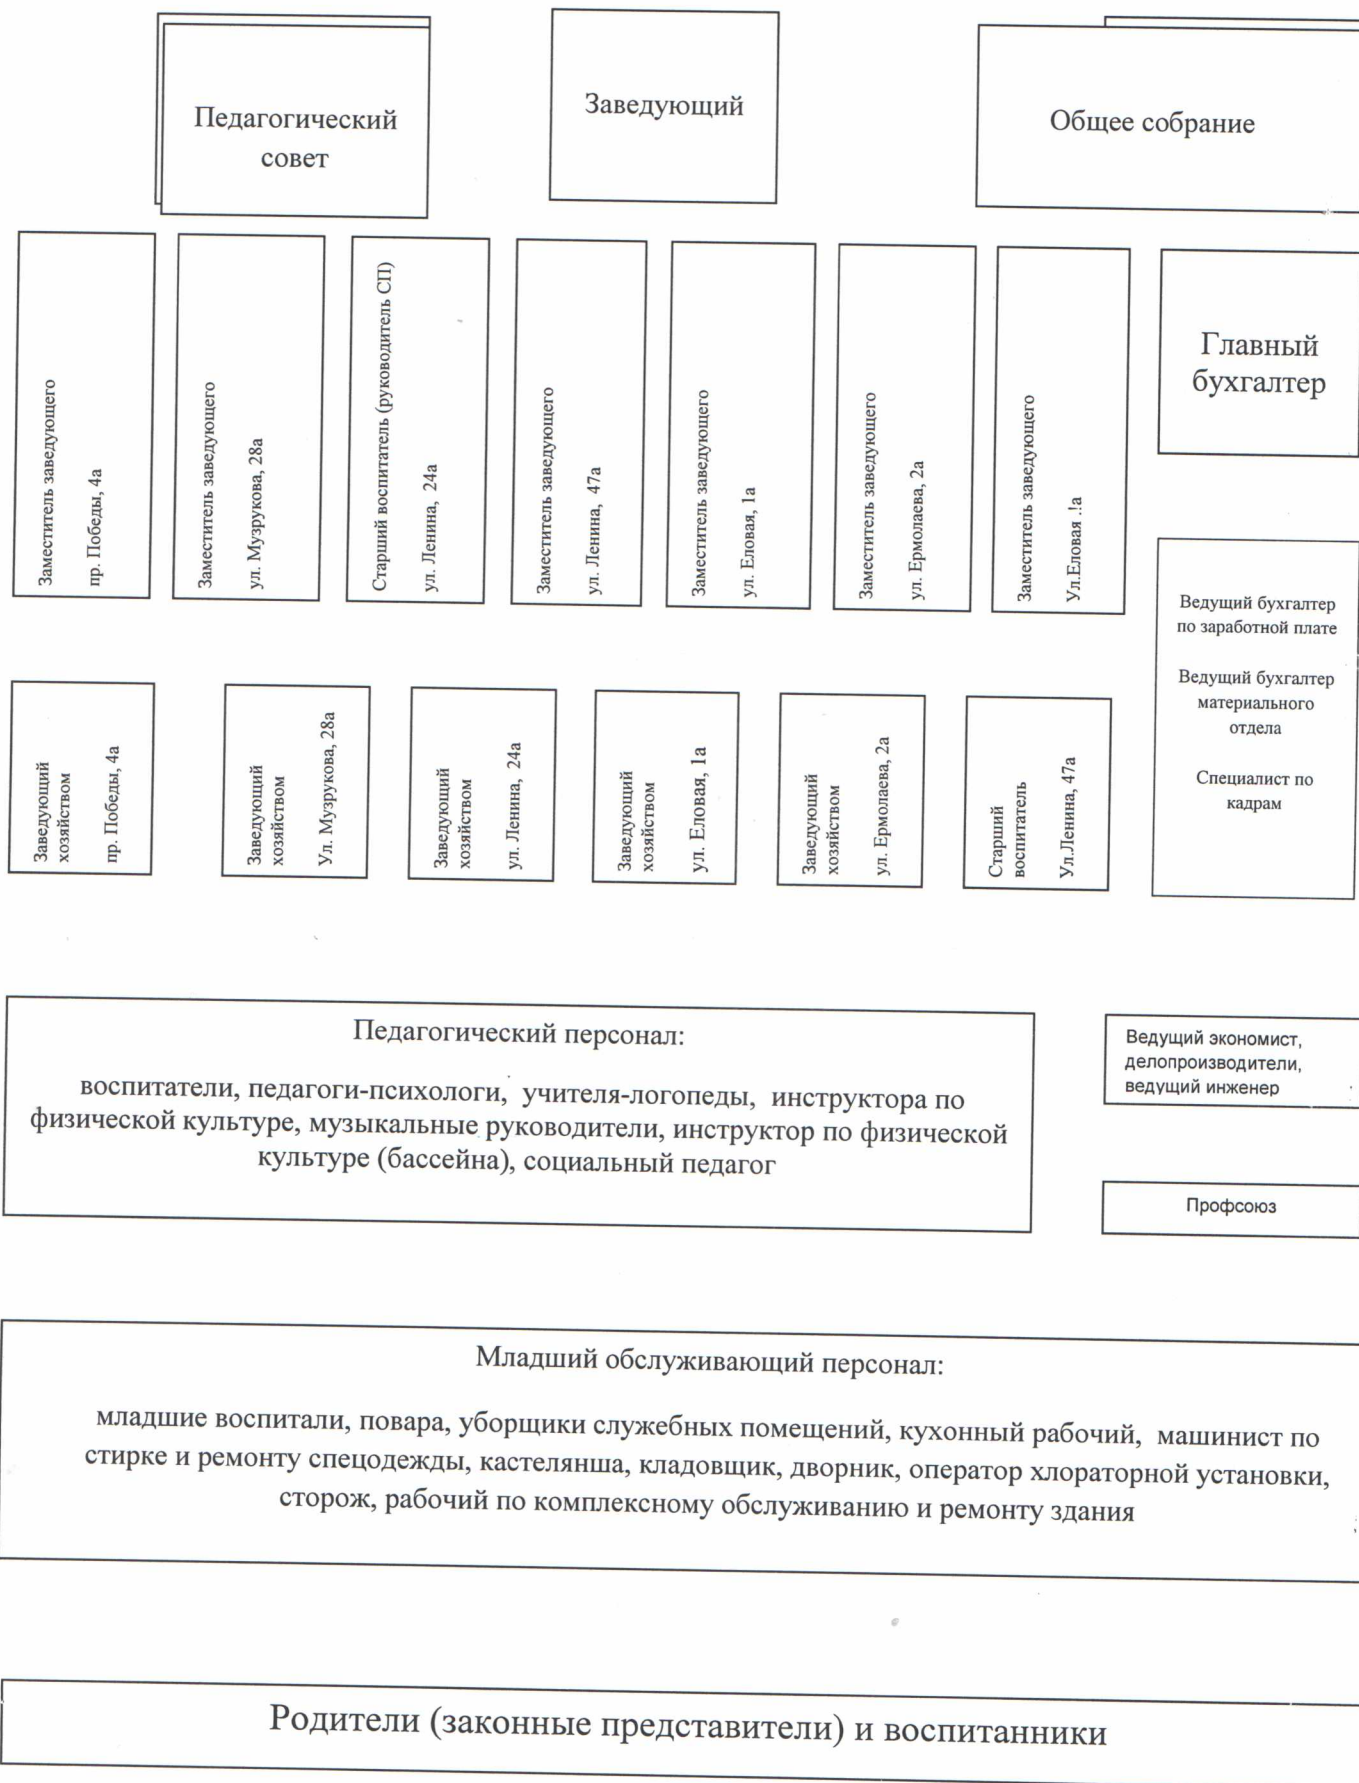 Педагогический
совет
Заведующий
Общее собрание
Заместитель заведующего
пр. Победы, 4а
Заместитель заведующего
ул. Музрукова, 28а
Старший воспитатель (руководитель СП)
ул. Ленина, 24а
Заместитель заведующего
ул. Ленина, 47а
Заместитель заведующего
ул. Еловая, 1а
Заместитель заведующего
ул. Ермолаева, 2а
Заместитель заведующего
Ул.Еловая .!а
Главный
бухгалтер
Ведущий бухгалтер
по заработной плате
Ведущий бухгалтер
материального
отдела
Специалист по
кадрам
Заведующий
хозяйством
пр. Победы, 4а
Заведующий
хозяйством
Ул. Музрукова, 28а
Заведующий
хозяйством
ул. Ленина, 24а
Заведующий
хозяйством
ул. Еловая, 1а
Заведующий
хозяйством
ул. Ермолаева, 2а
Старший
воспитатель
Ул.Ленина, 47а
Педагогический персонал:
воспитатели, педагоги-психологи, учителя-логопеды, инструктора по
физической культуре, музыкальные руководители, инструктор по физической
культуре (бассейна), социальный педагог
Ведущий экономист,
делопроизводители,
ведущий инженер
Профсоюз
Младший обслуживающий персонал:
младшие воспитали, повара, уборщики служебных помещений, кухонный рабочий, машинист по
стирке и ремонту спецодежды, кастелянша, кладовщик, дворник, оператор хлораторной установки,
сторож, рабочий по комплексному обслуживанию и ремонту здания
Родители (законные представители) и воспитанники